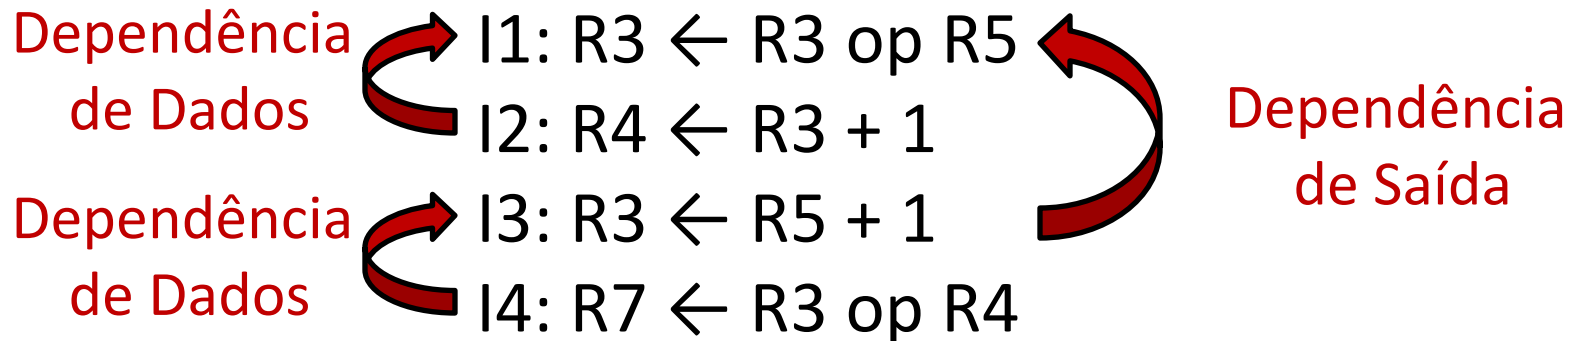 Dependência
de Dados
I1: R3 ← R3 op R5
I2: R4 ← R3 + 1
Dependência
de Saída
Dependência
de Dados
I3: R3 ← R5 + 1
I4: R7 ← R3 op R4